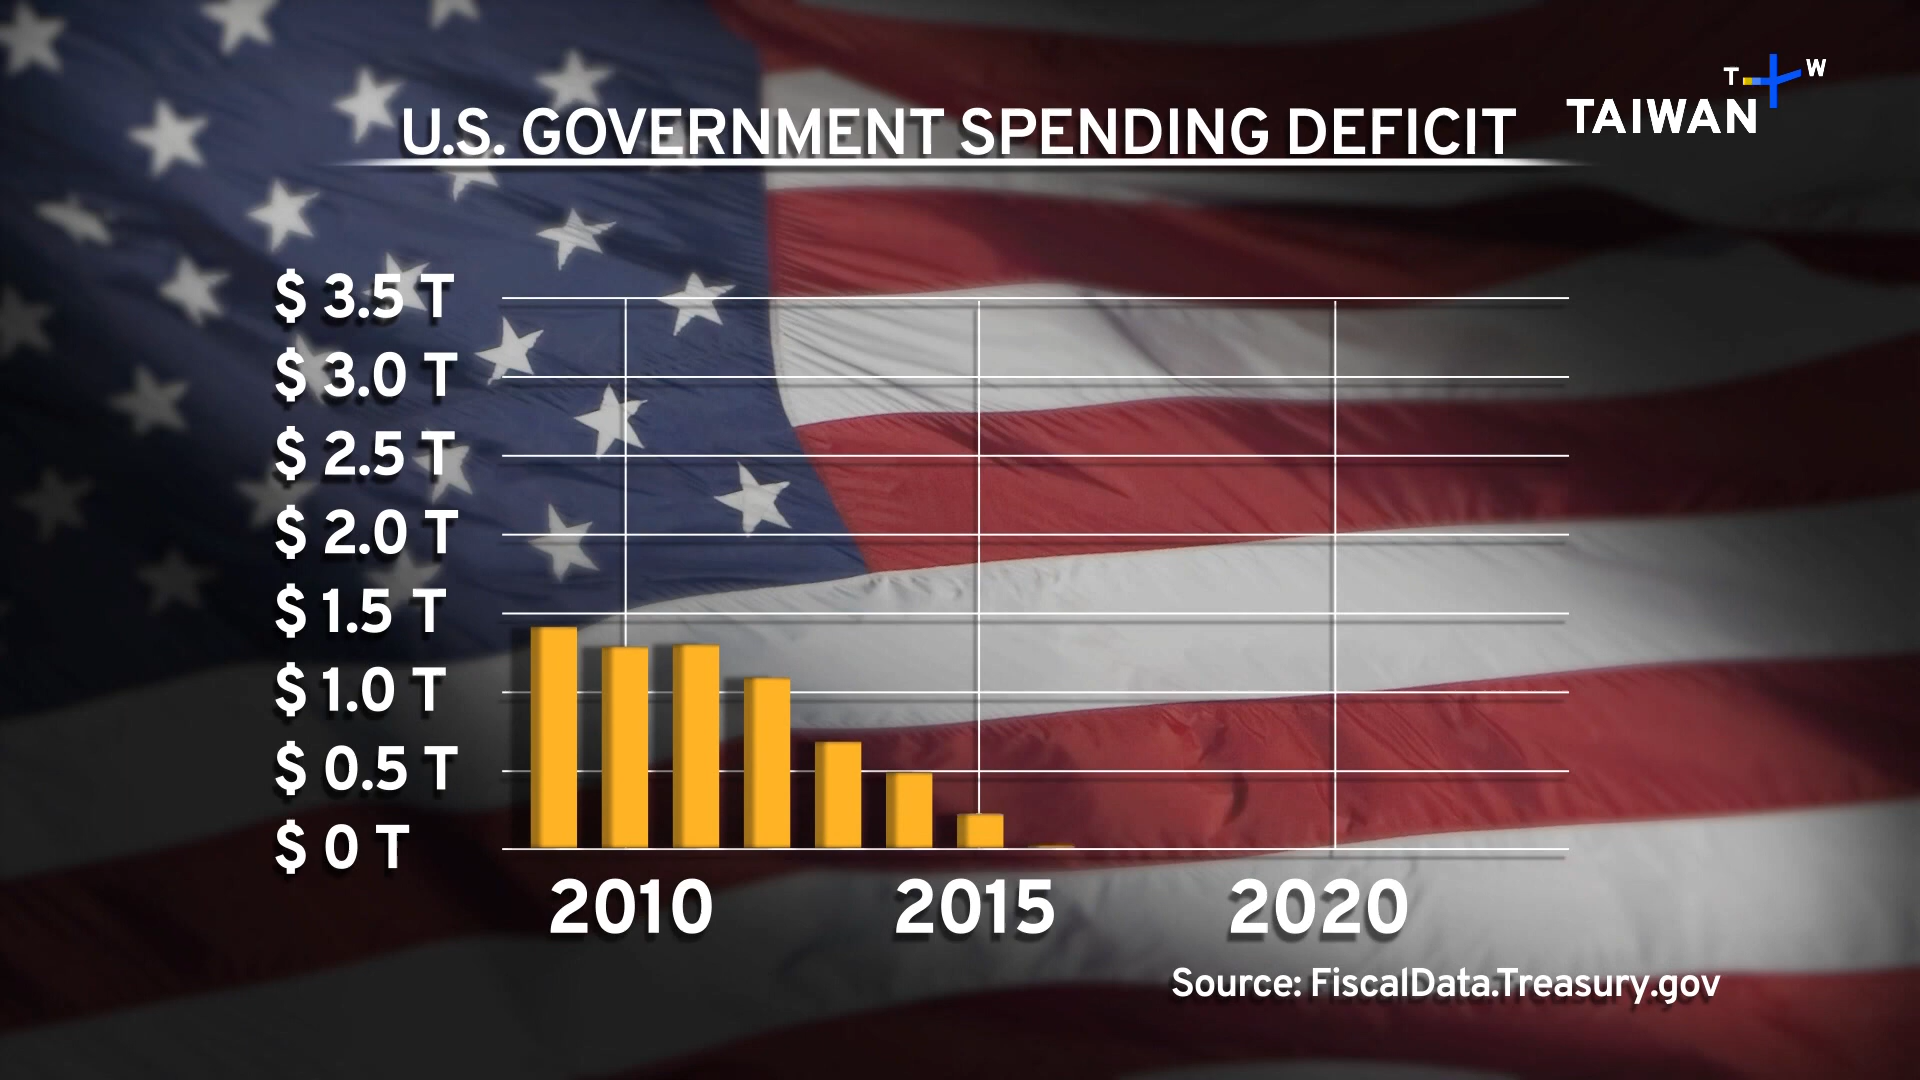 T W
TAIWAN
U.S. GOVERNMENT SPENDING DEFICIT
$ 3.5 T
$ 3.0 T
$ 2.5 T
$ 2.0 T
$ 1.5 T
$ 1.0 T
$ 0.5 T
$ 0 T
2010 2015 2020
Source: FiscalData.Treasury.gov